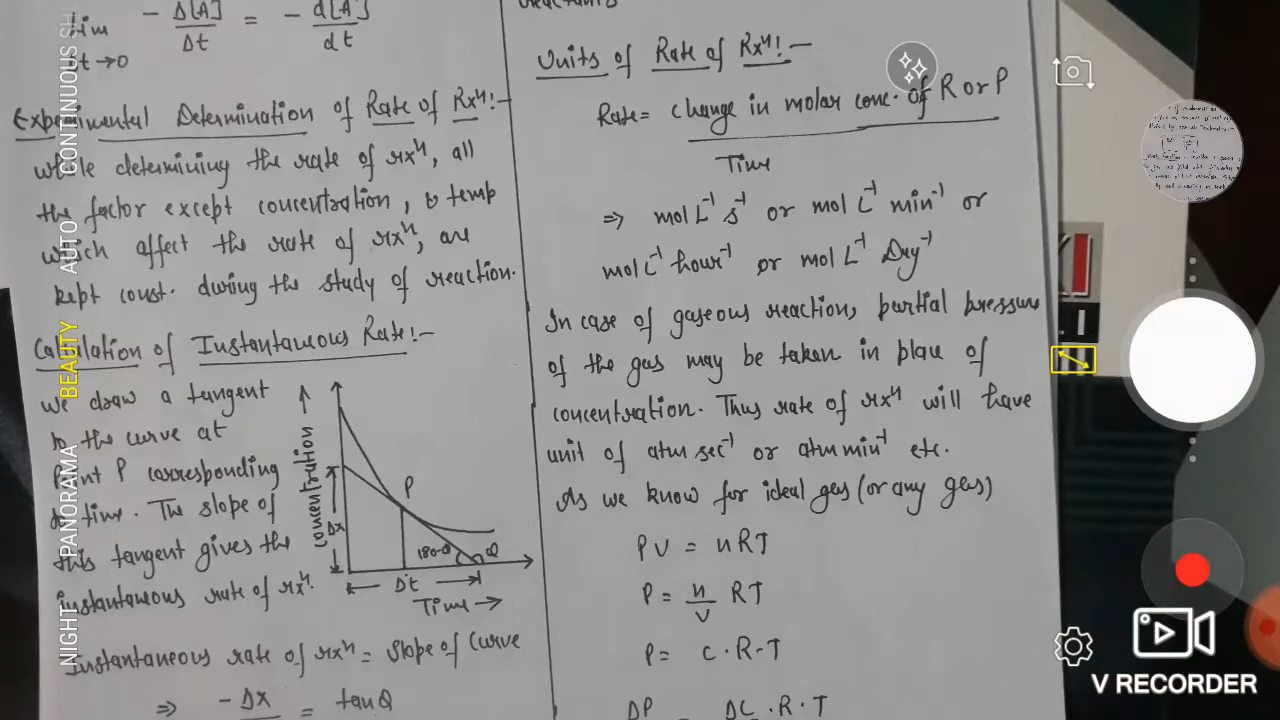 lim - Δ[A] / Δt = - d[A] / dt
Δt →0
Experimental Determination of Rate of Rxⁿ!-
while determining the rate of rxⁿ, all
the factor except concentration, & temp
which affect the rate of rxⁿ, are
kept const. during the study of reaction.
Calculation of Instantaneous Rate!-
we draw a tangent
to the curve at
Point P corresponding
to time. The slope of
this tangent gives the
instantaneous rate of rxⁿ.
concentration →
Δx
P
180-θ
θ
Δt
Time →
Instantaneous rate of rxⁿ = slope of curve
⇒ -Δx = tanθ
Units of Rate of Rxⁿ!-
Rate = change in molar conc. of R or P
Time
⇒ mol L⁻¹ s⁻¹ or mol L⁻¹ min⁻¹ or
mol L⁻¹ hour⁻¹ or mol L⁻¹ Day⁻¹
In case of gaseous reaction, partial pressure
of the gas may be taken in place of
concentration. Thus rate of rxⁿ will have
unit of atm sec⁻¹ or atm min⁻¹ etc.
As we know for ideal gas (or any gas)
PV = nRT
P = n/V RT
P = C·R·T
ΔP = ΔC ·R·T
NIGHT PANORAMA BEAUTY AUTO CONTINUOUS SH
V RECORDER